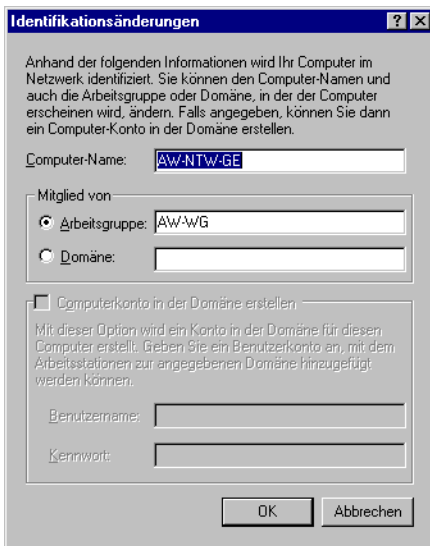 Identifikationsänderungen
Anhand der folgenden Informationen wird Ihr Computer im
Netzwerk identifiziert. Sie können den Computer-Namen und
auch die Arbeitsgruppe oder Domäne, in der der Computer
erscheinen wird, ändern. Falls angegeben, können Sie dann
ein Computer-Konto in der Domäne erstellen.
Computer-Name: AW-NTW-GE
Mitglied von
Arbeitsgruppe: AW-WG
Domäne:
Computerkonto in der Domäne erstellen
Mit dieser Option wird ein Konto in der Domäne für diesen
Computer erstellt. Geben Sie ein Benutzerkonto an, mit dem
Arbeitsstationen zur angegebenen Domäne hinzugefügt
werden können.
Benutzername:
Kennwort:
OK Abbrechen